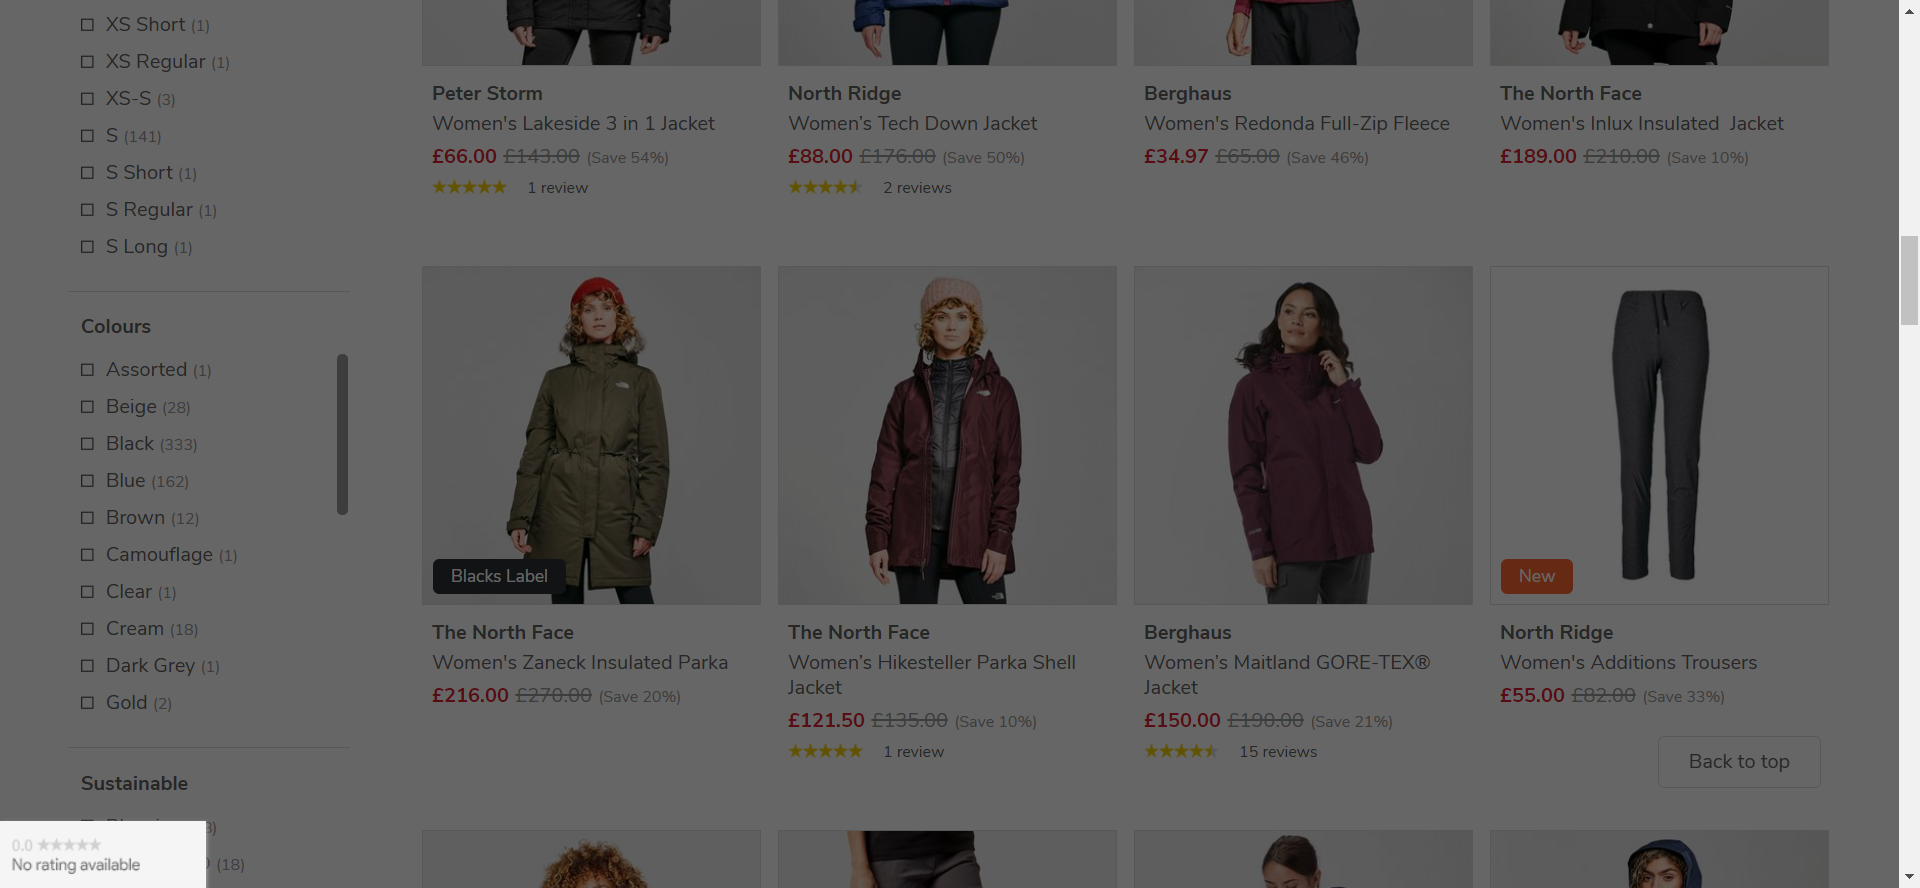 XS Short (1)
XS Regular (1)
XS-S (3)
S (141)
S Short (1)
S Regular (1)
S Long (1)
Colours
Assorted (1)
Beige (28)
Black (333)
Blue (162)
Brown (12)
Camouflage (1)
Clear (1)
Cream (18)
Dark Grey (1)
Gold (2)
Sustainable
(18)
0.0
No rating available
Peter Storm
Women's Lakeside 3 in 1 Jacket
£66.00 £143.00 (Save 54%)
1 review
North Ridge
Women’s Tech Down Jacket
£88.00 £176.00 (Save 50%)
2 reviews
Berghaus
Women's Redonda Full-Zip Fleece
£34.97 £65.00 (Save 46%)
The North Face
Women's Inlux Insulated Jacket
£189.00 £210.00 (Save 10%)
Blacks Label
The North Face
Women's Zaneck Insulated Parka
£216.00 £270.00 (Save 20%)
The North Face
Women’s Hikesteller Parka Shell
Jacket
£121.50 £135.00 (Save 10%)
1 review
Berghaus
Women’s Maitland GORE-TEX®
Jacket
£150.00 £190.00 (Save 21%)
15 reviews
New
North Ridge
Women's Additions Trousers
£55.00 £82.00 (Save 33%)
Back to top